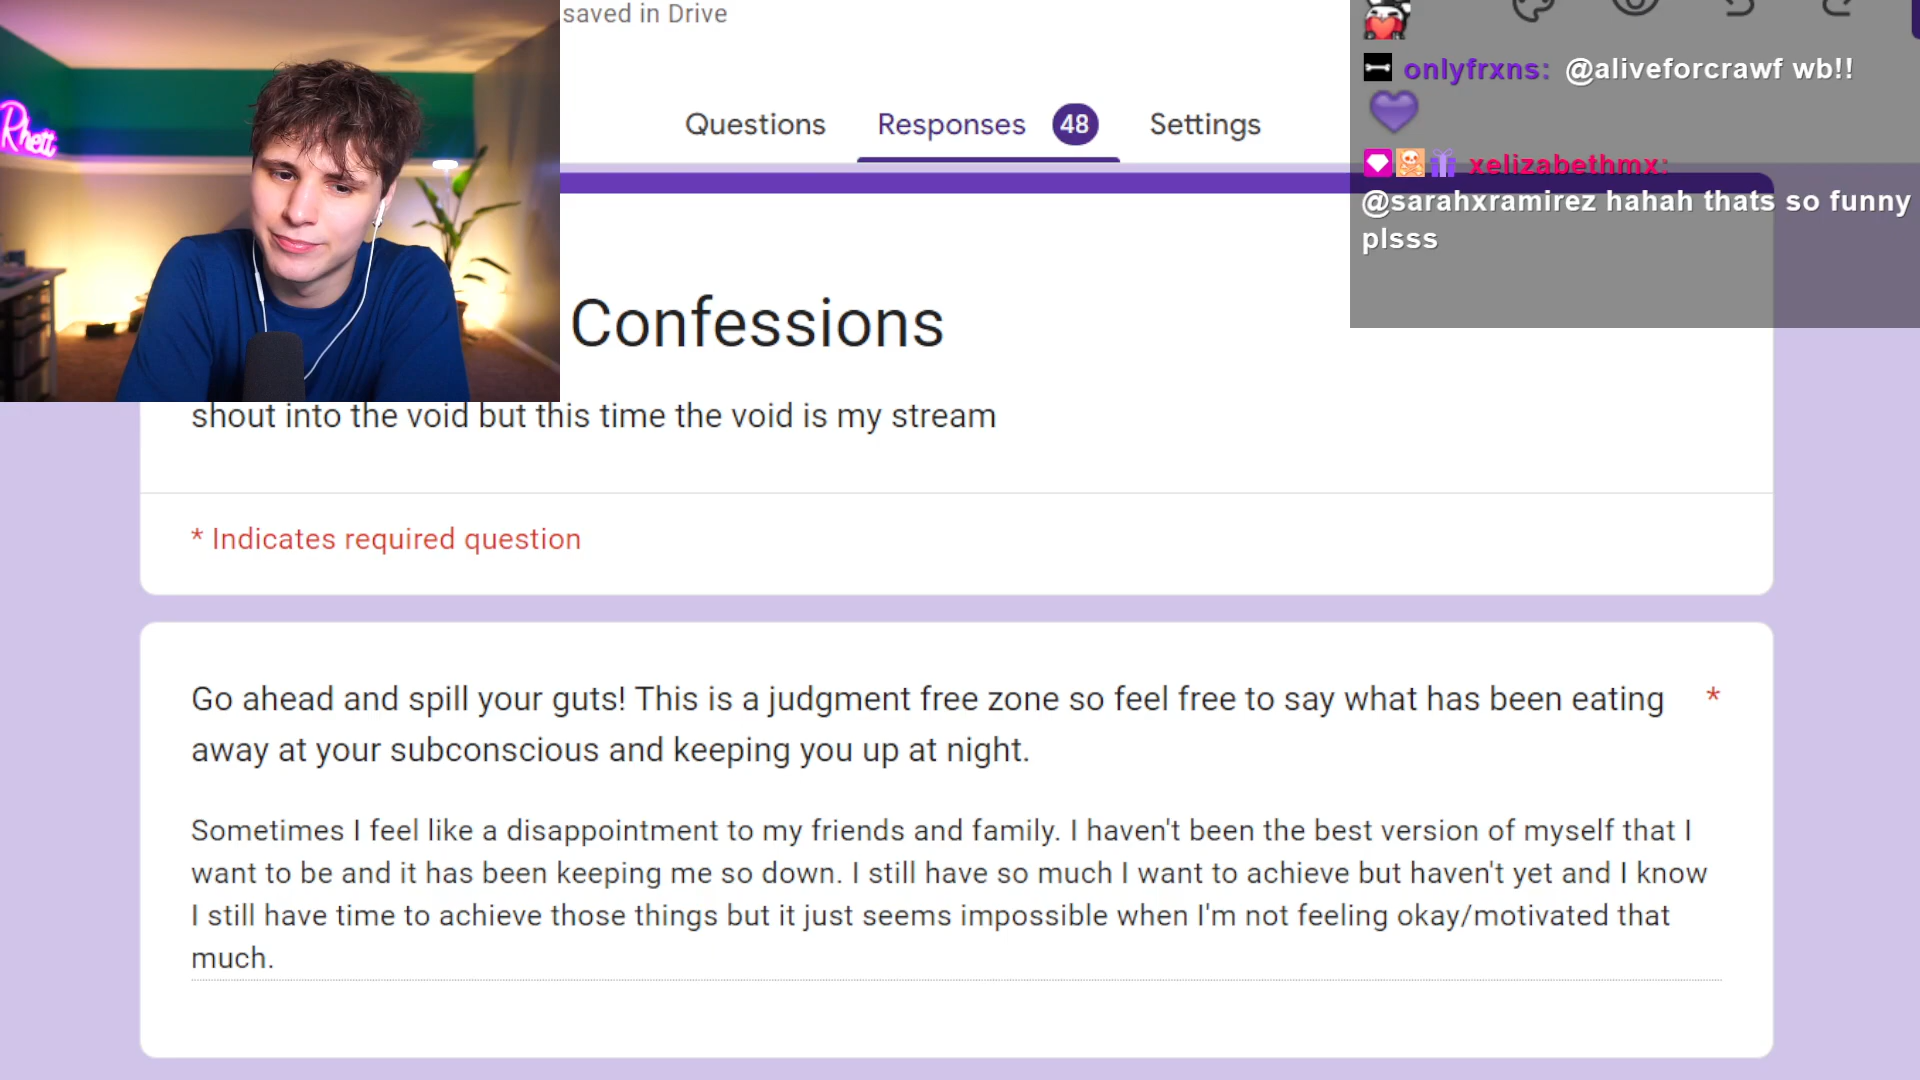 saved in Drive
Rhett
Questions Responses 48 Settings
onlyfrxns: @aliveforcrawf wb!!
xelizabethmx:
@sarahxramirez hahah thats so funny
plsss
Confessions
shout into the void but this time the void is my stream
* Indicates required question
Go ahead and spill your guts! This is a judgment free zone so feel free to say what has been eating *
away at your subconscious and keeping you up at night.
Sometimes I feel like a disappointment to my friends and family. I haven't been the best version of myself that I
want to be and it has been keeping me so down. I still have so much I want to achieve but haven't yet and I know
I still have time to achieve those things but it just seems impossible when I'm not feeling okay/motivated that
much.